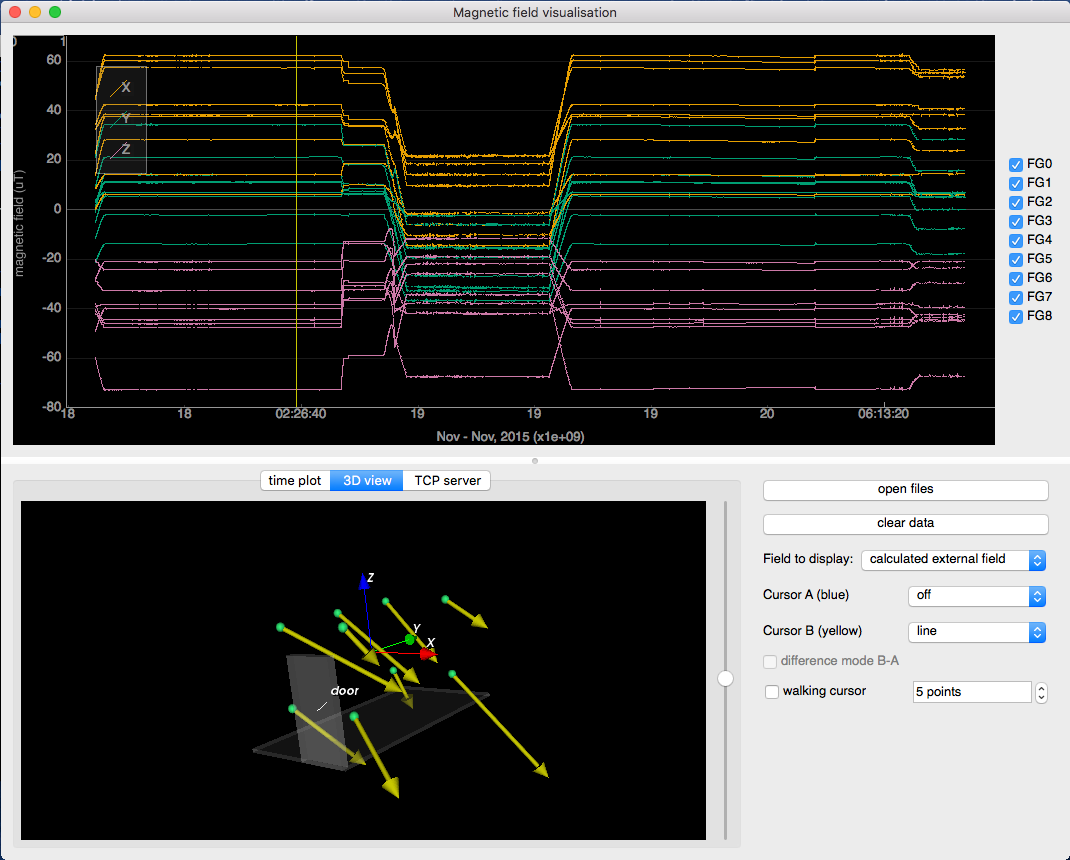 Magnetic field visualisation
0 1
60
X
40
Y
Z
20
0
-20
-40
-60
-80
magnetic field (uT)
18 18 02:26:40 19 19 19 20 06:13:20
Nov - Nov, 2015 (x1e+09)
FG0
FG1
FG2
FG3
FG4
FG5
FG6
FG7
FG8
time plot 3D view TCP server
Z
Y
X
door
open files
clear data
Field to display: calculated external field
Cursor A (blue) off
Cursor B (yellow) line
difference mode B-A
walking cursor 5 points